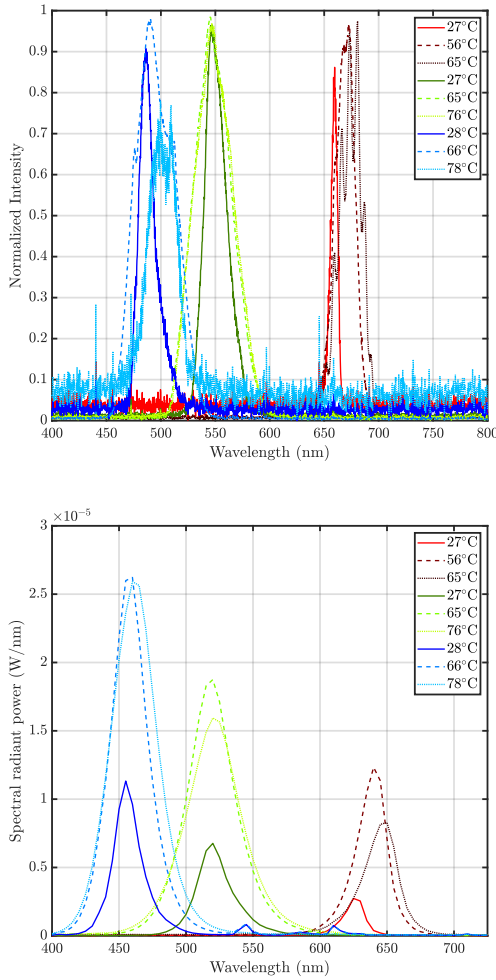 1
0.9
0.8
0.7
0.6
0.5
0.4
0.3
0.2
0.1
0
Normalized Intensity
27°C
56°C
65°C
27°C
65°C
76°C
28°C
66°C
78°C
400 450 500 550 600 650 700 750 800
Wavelength (nm)
×10⁻⁵
3
2.5
2
1.5
1
0.5
0
Spectral radiant power (W/nm)
27°C
56°C
65°C
27°C
65°C
76°C
28°C
66°C
78°C
400 450 500 550 600 650 700
Wavelength (nm)